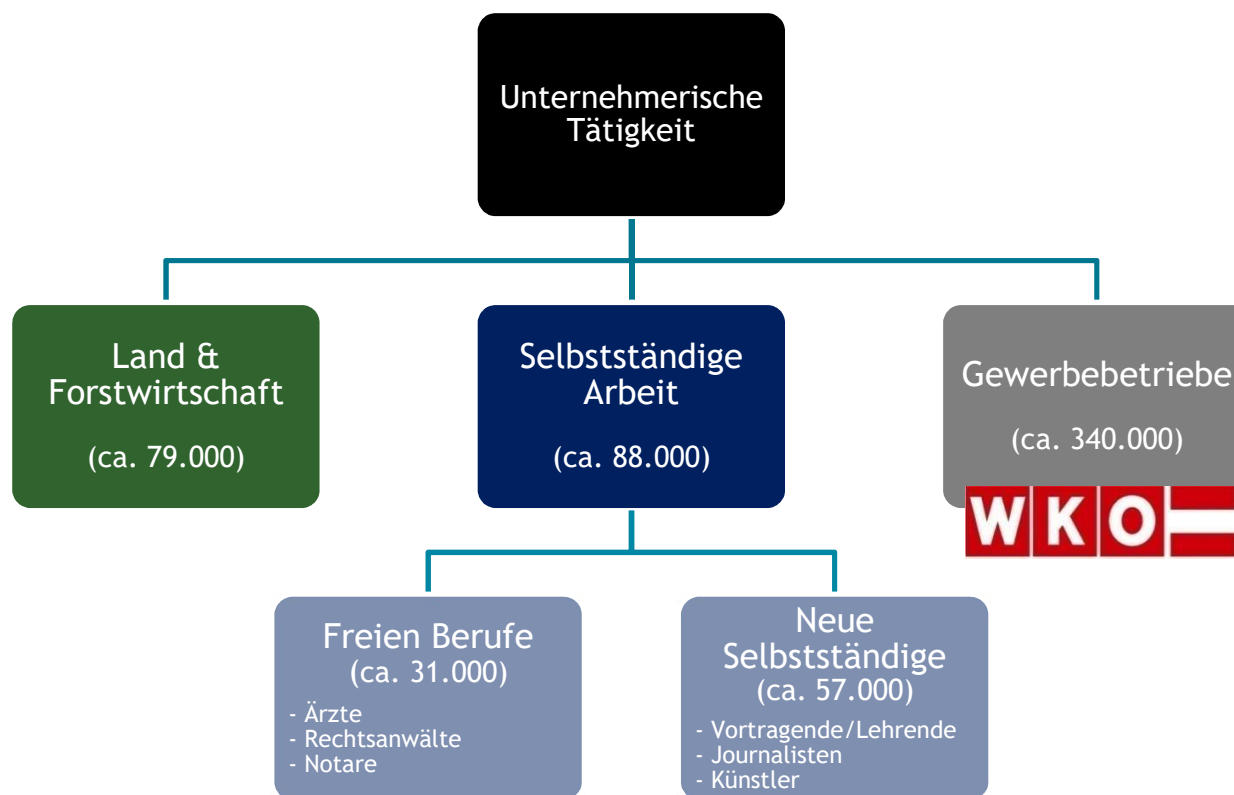 Unternehmerische
Tätigkeit
Land &
Forstwirtschaft
(ca. 79.000)
Selbstständige
Arbeit
(ca. 88.000)
Gewerbebetriebe
(ca. 340.000)
WKO
Freien Berufe
(ca. 31.000)
- Ärzte
- Rechtsanwälte
- Notare
Neue
Selbstständige
(ca. 57.000)
- Vortragende/Lehrende
- Journalisten
- Künstler